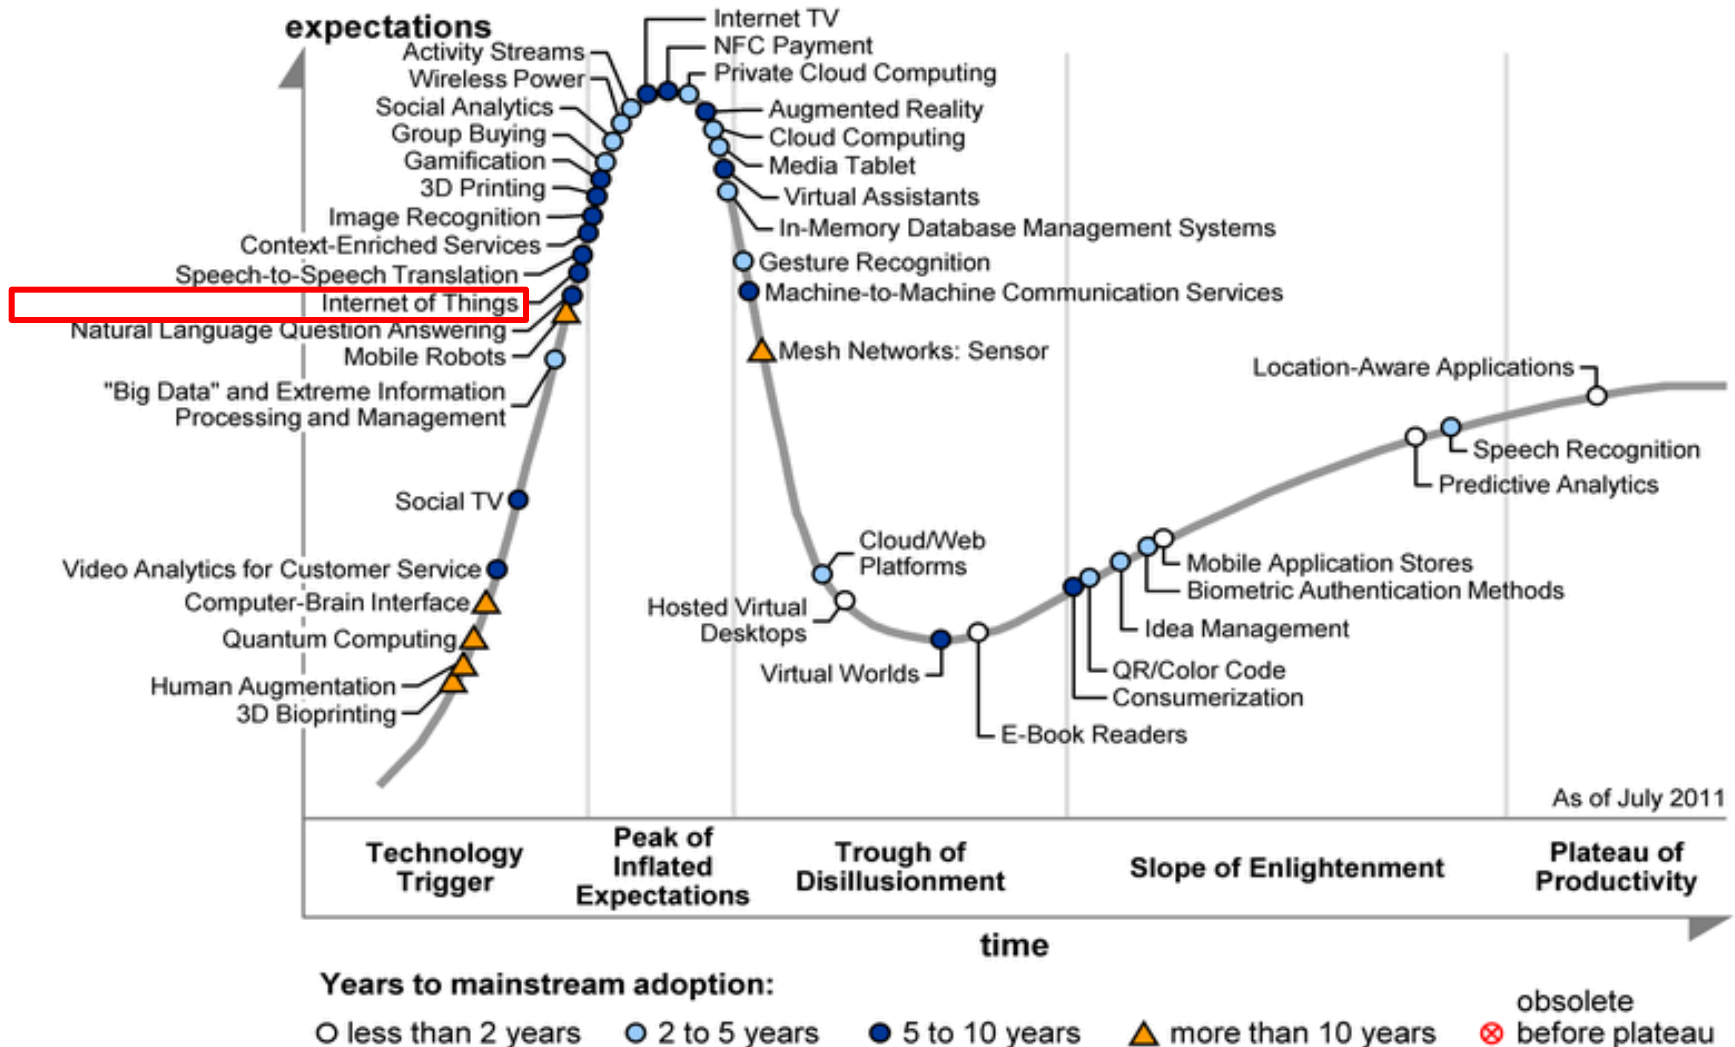 expectations
Activity Streams
Wireless Power
Social Analytics
Group Buying
Gamification
3D Printing
Image Recognition
Context-Enriched Services
Speech-to-Speech Translation
Internet of Things
Natural Language Question Answering
Mobile Robots
"Big Data" and Extreme Information
Processing and Management
Social TV
Video Analytics for Customer Service
Computer-Brain Interface
Quantum Computing
Human Augmentation
3D Bioprinting
Internet TV
NFC Payment
Private Cloud Computing
Augmented Reality
Cloud Computing
Media Tablet
Virtual Assistants
In-Memory Database Management Systems
Gesture Recognition
Machine-to-Machine Communication Services
Mesh Networks: Sensor
Cloud/Web
Platforms
Hosted Virtual
Desktops
Virtual Worlds
E-Book Readers
Consumerization
QR/Color Code
Idea Management
Biometric Authentication Methods
Mobile Application Stores
Predictive Analytics
Speech Recognition
Location-Aware Applications
As of July 2011
Technology
Trigger
Peak of
Inflated
Expectations
Trough of
Disillusionment
Slope of Enlightenment
Plateau of
Productivity
time
Years to mainstream adoption:
less than 2 years
2 to 5 years
5 to 10 years
more than 10 years
obsolete
before plateau